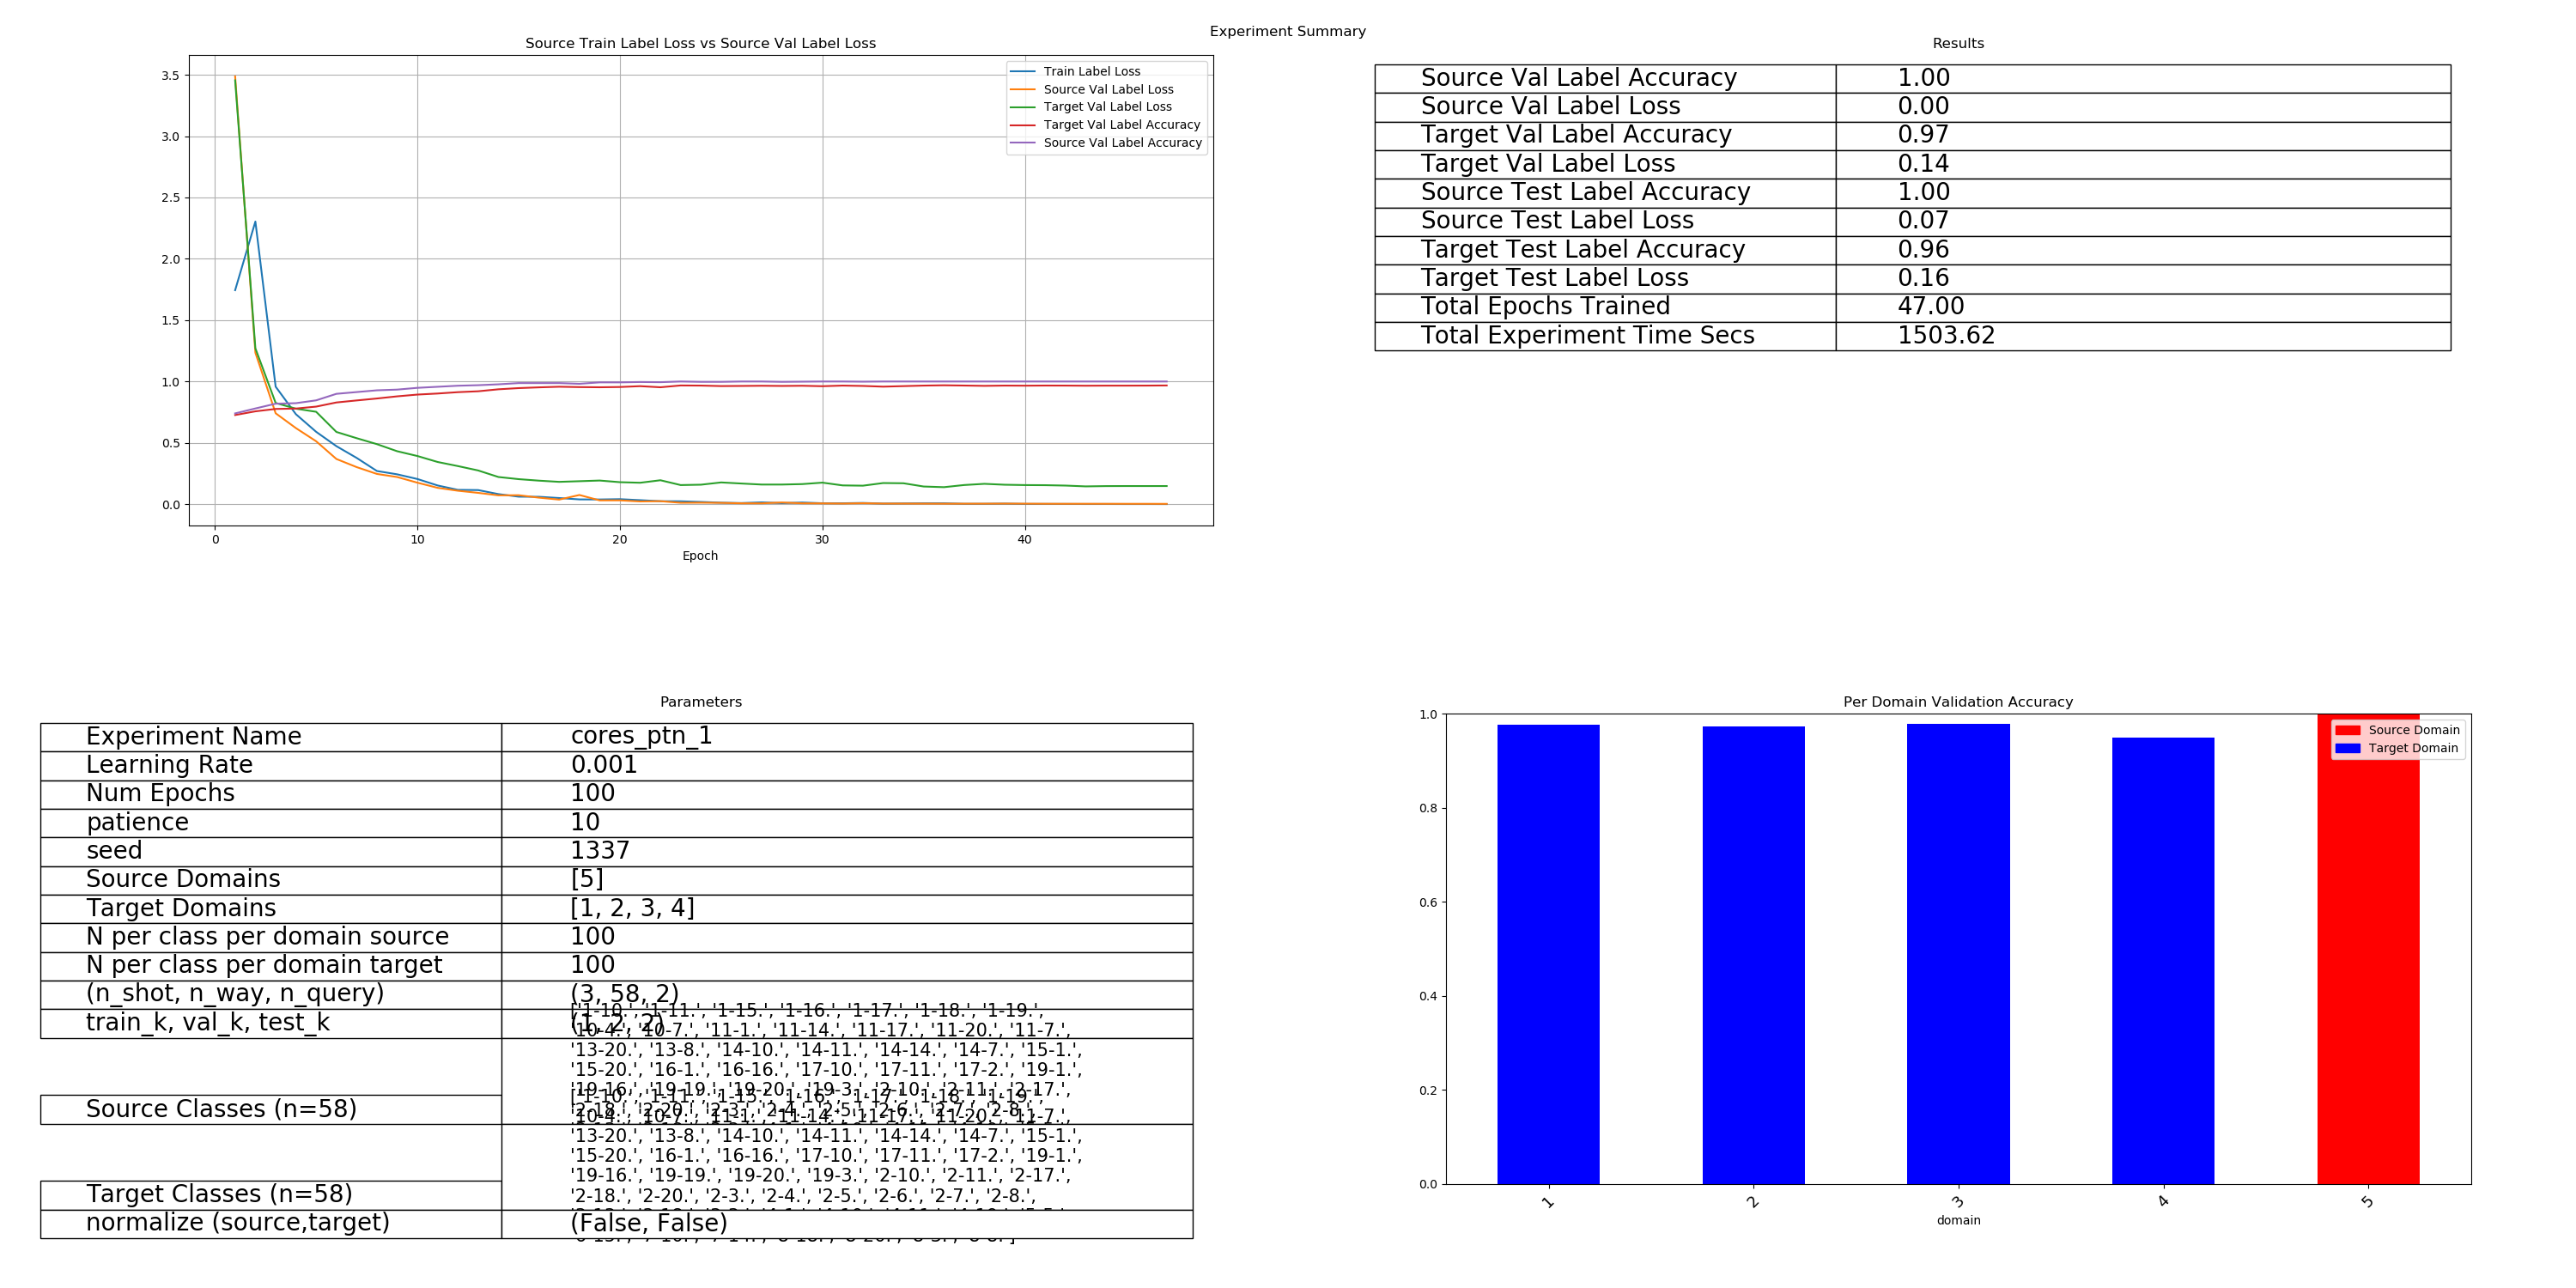 Experiment Summary
Source Train Label Loss vs Source Val Label Loss
3.5
3.0
2.5
2.0
1.5
1.0
0.5
0.0
0 10 20 30 40
Epoch
Train Label Loss
Source Val Label Loss
Target Val Label Loss
Target Val Label Accuracy
Source Val Label Accuracy
Results
Source Val Label Accuracy 1.00
Source Val Label Loss 0.00
Target Val Label Accuracy 0.97
Target Val Label Loss 0.14
Source Test Label Accuracy 1.00
Source Test Label Loss 0.07
Target Test Label Accuracy 0.96
Target Test Label Loss 0.16
Total Epochs Trained 47.00
Total Experiment Time Secs 1503.62
Parameters
Experiment Name cores_ptn_1
Learning Rate 0.001
Num Epochs 100
patience 10
seed 1337
Source Domains [5]
Target Domains [1, 2, 3, 4]
N per class per domain source 100
N per class per domain target 100
(n_shot, n_way, n_query) (3, 58, 2)
train_k, val_k, test_k (1, 2, 2)
['1-10.', '1-11.', '1-15.', '1-16.', '1-17.', '1-18.', '1-19.',
'10-4.', '10-7.', '11-1.', '11-14.', '11-17.', '11-20.', '11-7.',
'13-20.', '13-8.', '14-10.', '14-11.', '14-14.', '14-7.', '15-1.',
'15-20.', '16-1.', '16-16.', '17-10.', '17-11.', '17-2.', '19-1.',
'19-16.', '19-19.', '19-20.', '19-3.', '2-10.', '2-11.', '2-17.',
'2-18.', '2-20.', '2-3.', '2-4.', '2-5.', '2-6.', '2-7.', '2-8.',
Source Classes (n=58)
['1-10.', '1-11.', '1-15.', '1-16.', '1-17.', '1-18.', '1-19.',
'10-4.', '10-7.', '11-1.', '11-14.', '11-17.', '11-20.', '11-7.',
'13-20.', '13-8.', '14-10.', '14-11.', '14-14.', '14-7.', '15-1.',
'15-20.', '16-1.', '16-16.', '17-10.', '17-11.', '17-2.', '19-1.',
'19-16.', '19-19.', '19-20.', '19-3.', '2-10.', '2-11.', '2-17.',
'2-18.', '2-20.', '2-3.', '2-4.', '2-5.', '2-6.', '2-7.', '2-8.',
Target Classes (n=58)
normalize (source,target) (False, False)
Per Domain Validation Accuracy
1.0
0.8
0.6
0.4
0.2
0.0
1 2 3 4 5
domain
Source Domain
Target Domain